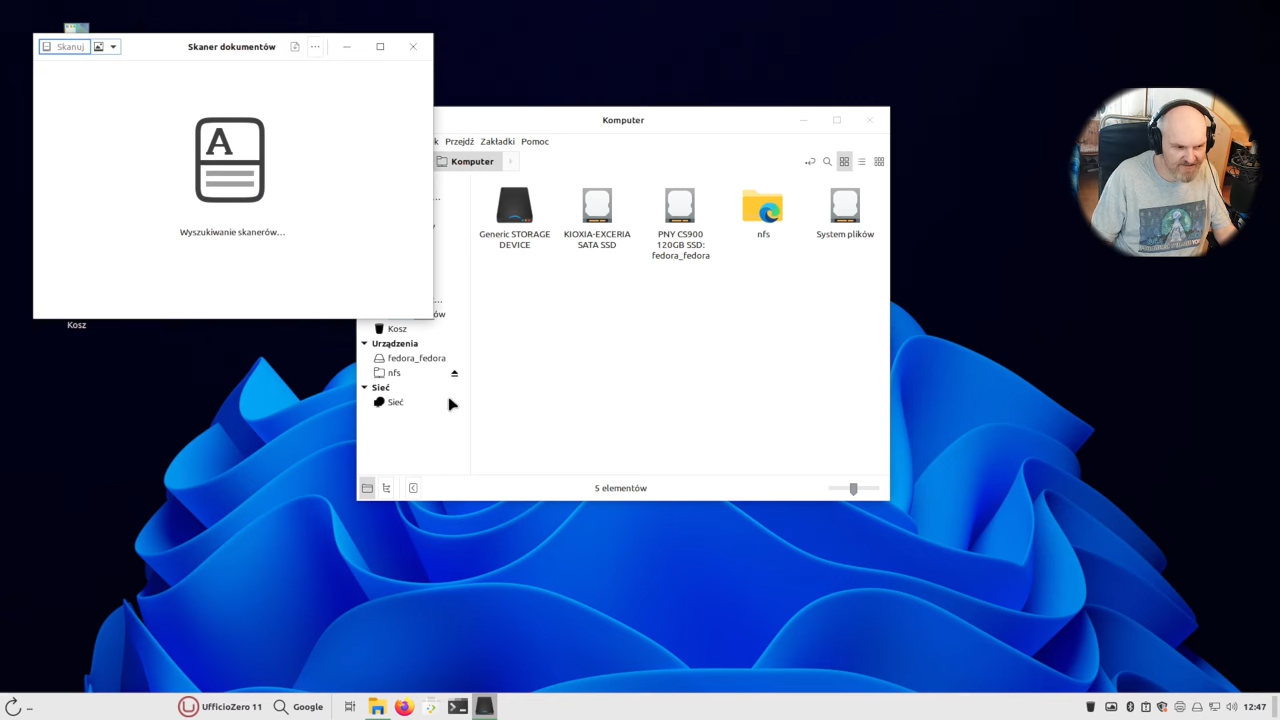 Skanuj
Skaner dokumentów
A
Wyszukiwanie skanerów...
Kosz
Komputer
k Przejdź Zakładki Pomoc
Komputer
Generic STORAGE
DEVICE
KIOXIA-EXCERIA
SATA SSD
PNY CS900
120GB SSD:
fedora_fedora
nfs
System plików
...
ów
Kosz
Urządzenia
fedora_fedora
nfs
Sieć
Sieć
5 elementów
...
UfficioZero 11
Google
12:47